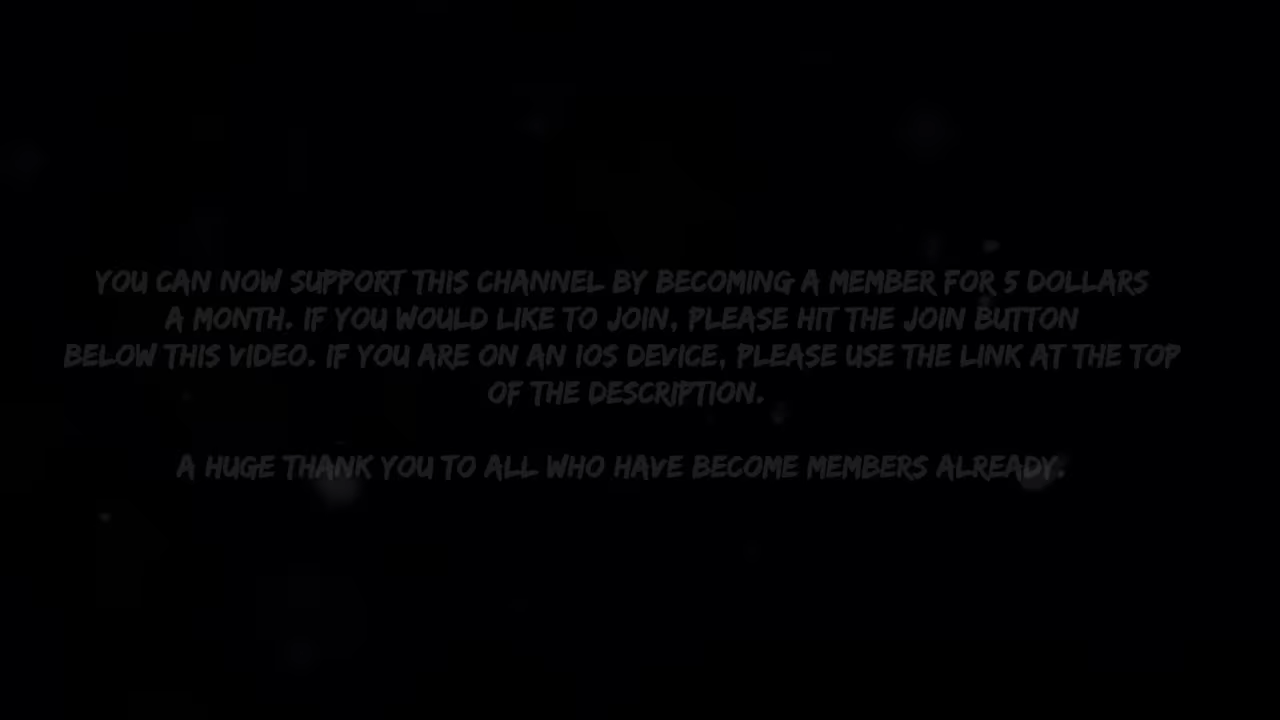 YOU CAN NOW SUPPORT THIS CHANNEL BY BECOMING A MEMBER FOR 5 DOLLARS
A MONTH. IF YOU WOULD LIKE TO JOIN, PLEASE HIT THE JOIN BUTTON
BELOW THIS VIDEO. IF YOU ARE ON AN IOS DEVICE, PLEASE USE THE LINK AT THE TOP
OF THE DESCRIPTION.
A HUGE THANK YOU TO ALL WHO HAVE BECOME MEMBERS ALREADY.